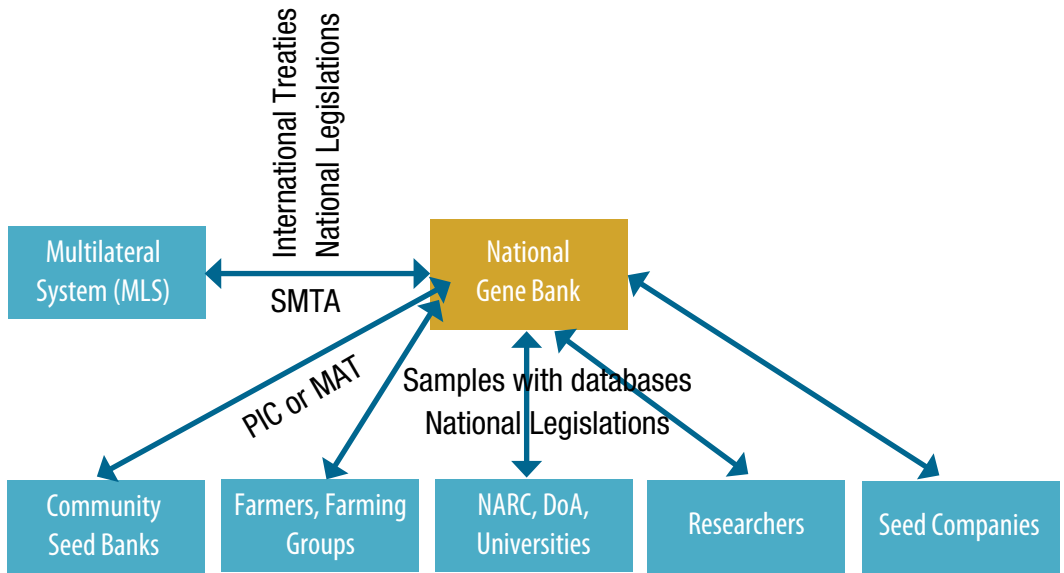 International Treaties
National Legislations
Multilateral
System (MLS)
National
Gene Bank
SMTA
PIC or MAT
Samples with databases
National Legislations
Community
Seed Banks
Farmers, Farming
Groups
NARC, DoA,
Universities
Researchers
Seed Companies